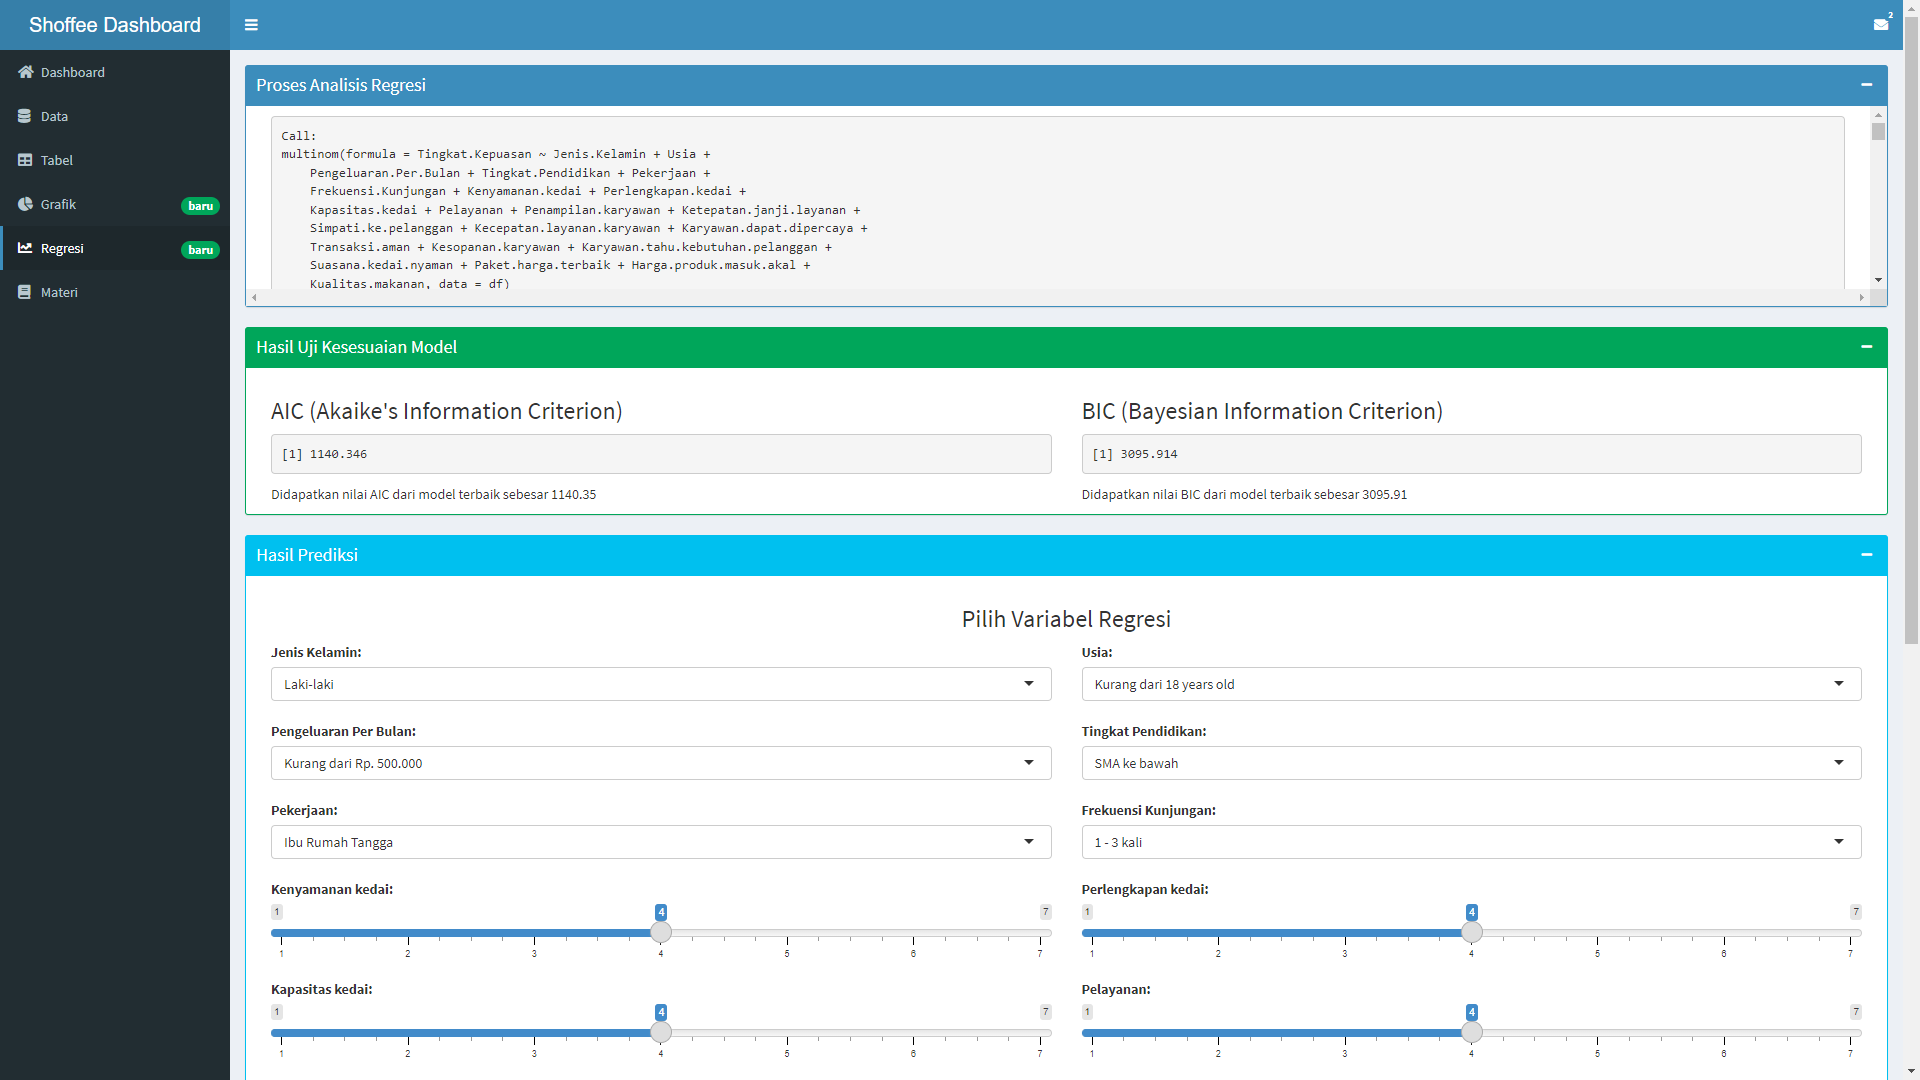 Shoffee Dashboard
2
Dashboard
Data
Tabel
Grafik baru
Regresi baru
Materi
Proses Analisis Regresi
Call:
multinom(formula = Tingkat.Kepuasan ~ Jenis.Kelamin + Usia +
Pengeluaran.Per.Bulan + Tingkat.Pendidikan + Pekerjaan +
Frekuensi.Kunjungan + Kenyamanan.kedai + Perlengkapan.kedai +
Kapasitas.kedai + Pelayanan + Penampilan.karyawan + Ketepatan.janji.layanan +
Simpati.ke.pelanggan + Kecepatan.layanan.karyawan + Karyawan.dapat.dipercaya +
Transaksi.aman + Kesopanan.karyawan + Karyawan.tahu.kebutuhan.pelanggan +
Suasana.kedai.nyaman + Paket.harga.terbaik + Harga.produk.masuk.akal +
Kualitas.makanan, data = df)
Hasil Uji Kesesuaian Model
AIC (Akaike's Information Criterion)
[1] 1140.346
Didapatkan nilai AIC dari model terbaik sebesar 1140.35
BIC (Bayesian Information Criterion)
[1] 3095.914
Didapatkan nilai BIC dari model terbaik sebesar 3095.91
Hasil Prediksi
Pilih Variabel Regresi
Jenis Kelamin:
Laki-laki
Usia:
Kurang dari 18 years old
Pengeluaran Per Bulan:
Kurang dari Rp. 500.000
Tingkat Pendidikan:
SMA ke bawah
Pekerjaan:
Ibu Rumah Tangga
Frekuensi Kunjungan:
1 - 3 kali
Kenyamanan kedai:
1 4 7
1 2 3 4 5 6 7
Perlengkapan kedai:
1 4 7
1 2 3 4 5 6 7
Kapasitas kedai:
1 4 7
1 2 3 4 5 6 7
Pelayanan:
1 4 7
1 2 3 4 5 6 7